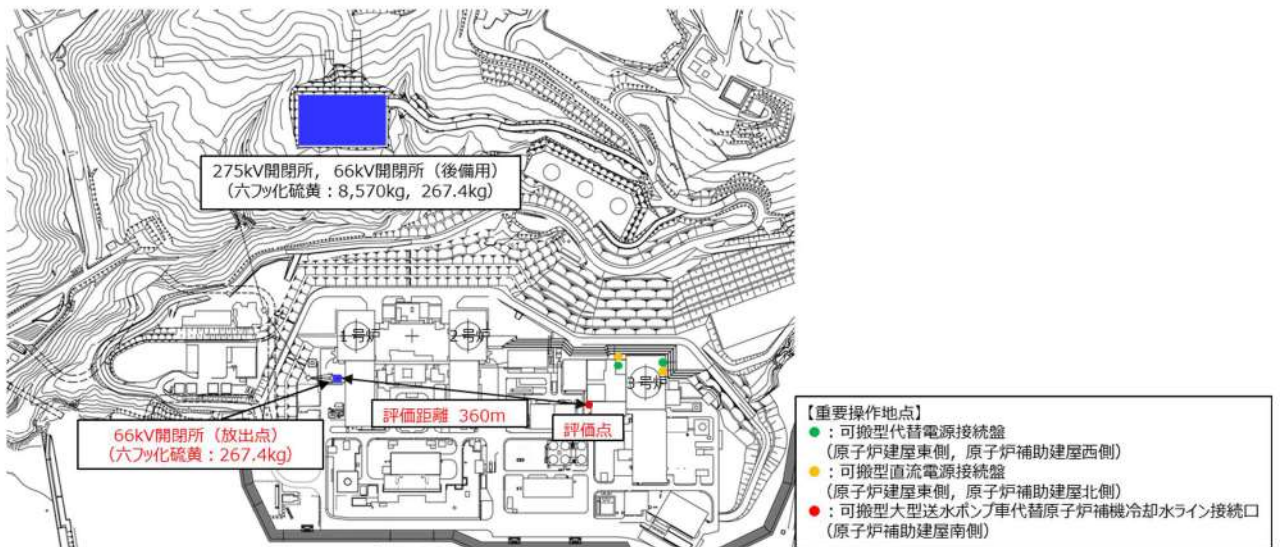 275kV開閉所, 66kV開閉所（後備用）
（六フッ化硫黄：8,570kg, 267.4kg）
1号炉
2号炉
3号炉
評価距離 360m
評価点
66kV開閉所（放出点）
（六フッ化硫黄：267.4kg）
【重要操作地点】
●：可搬型代替電源接続盤
（原子炉建屋東側，原子炉補助建屋西側）
●：可搬型直流電源接続盤
（原子炉建屋東側，原子炉補助建屋北側）
●：可搬型大型送水ポンプ車代替原子炉補機冷却水ライン接続口
（原子炉補助建屋南側）